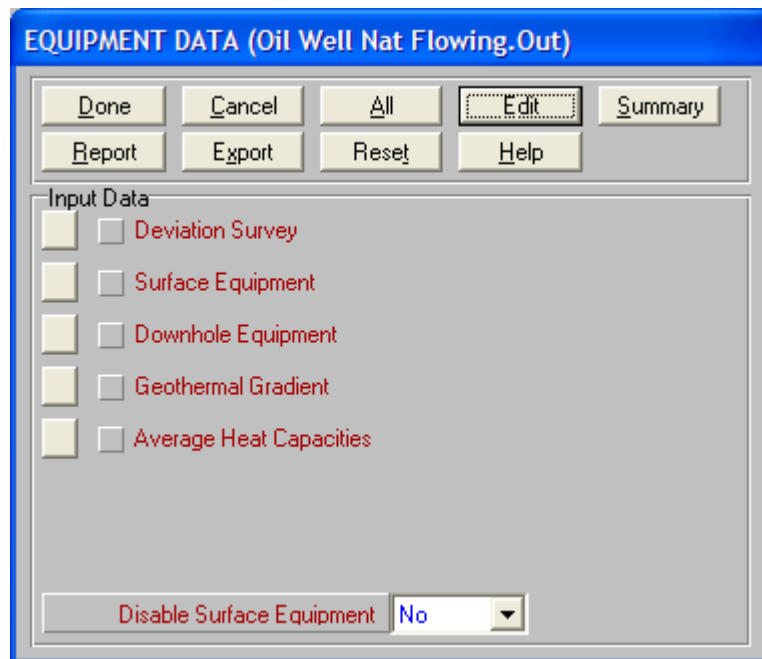 EQUIPMENT DATA (Oil Well Nat Flowing.Out)
Done Cancel All Edit Summary
Report Export Reset Help
Input Data
Deviation Survey
Surface Equipment
Downhole Equipment
Geothermal Gradient
Average Heat Capacities
Disable Surface Equipment No